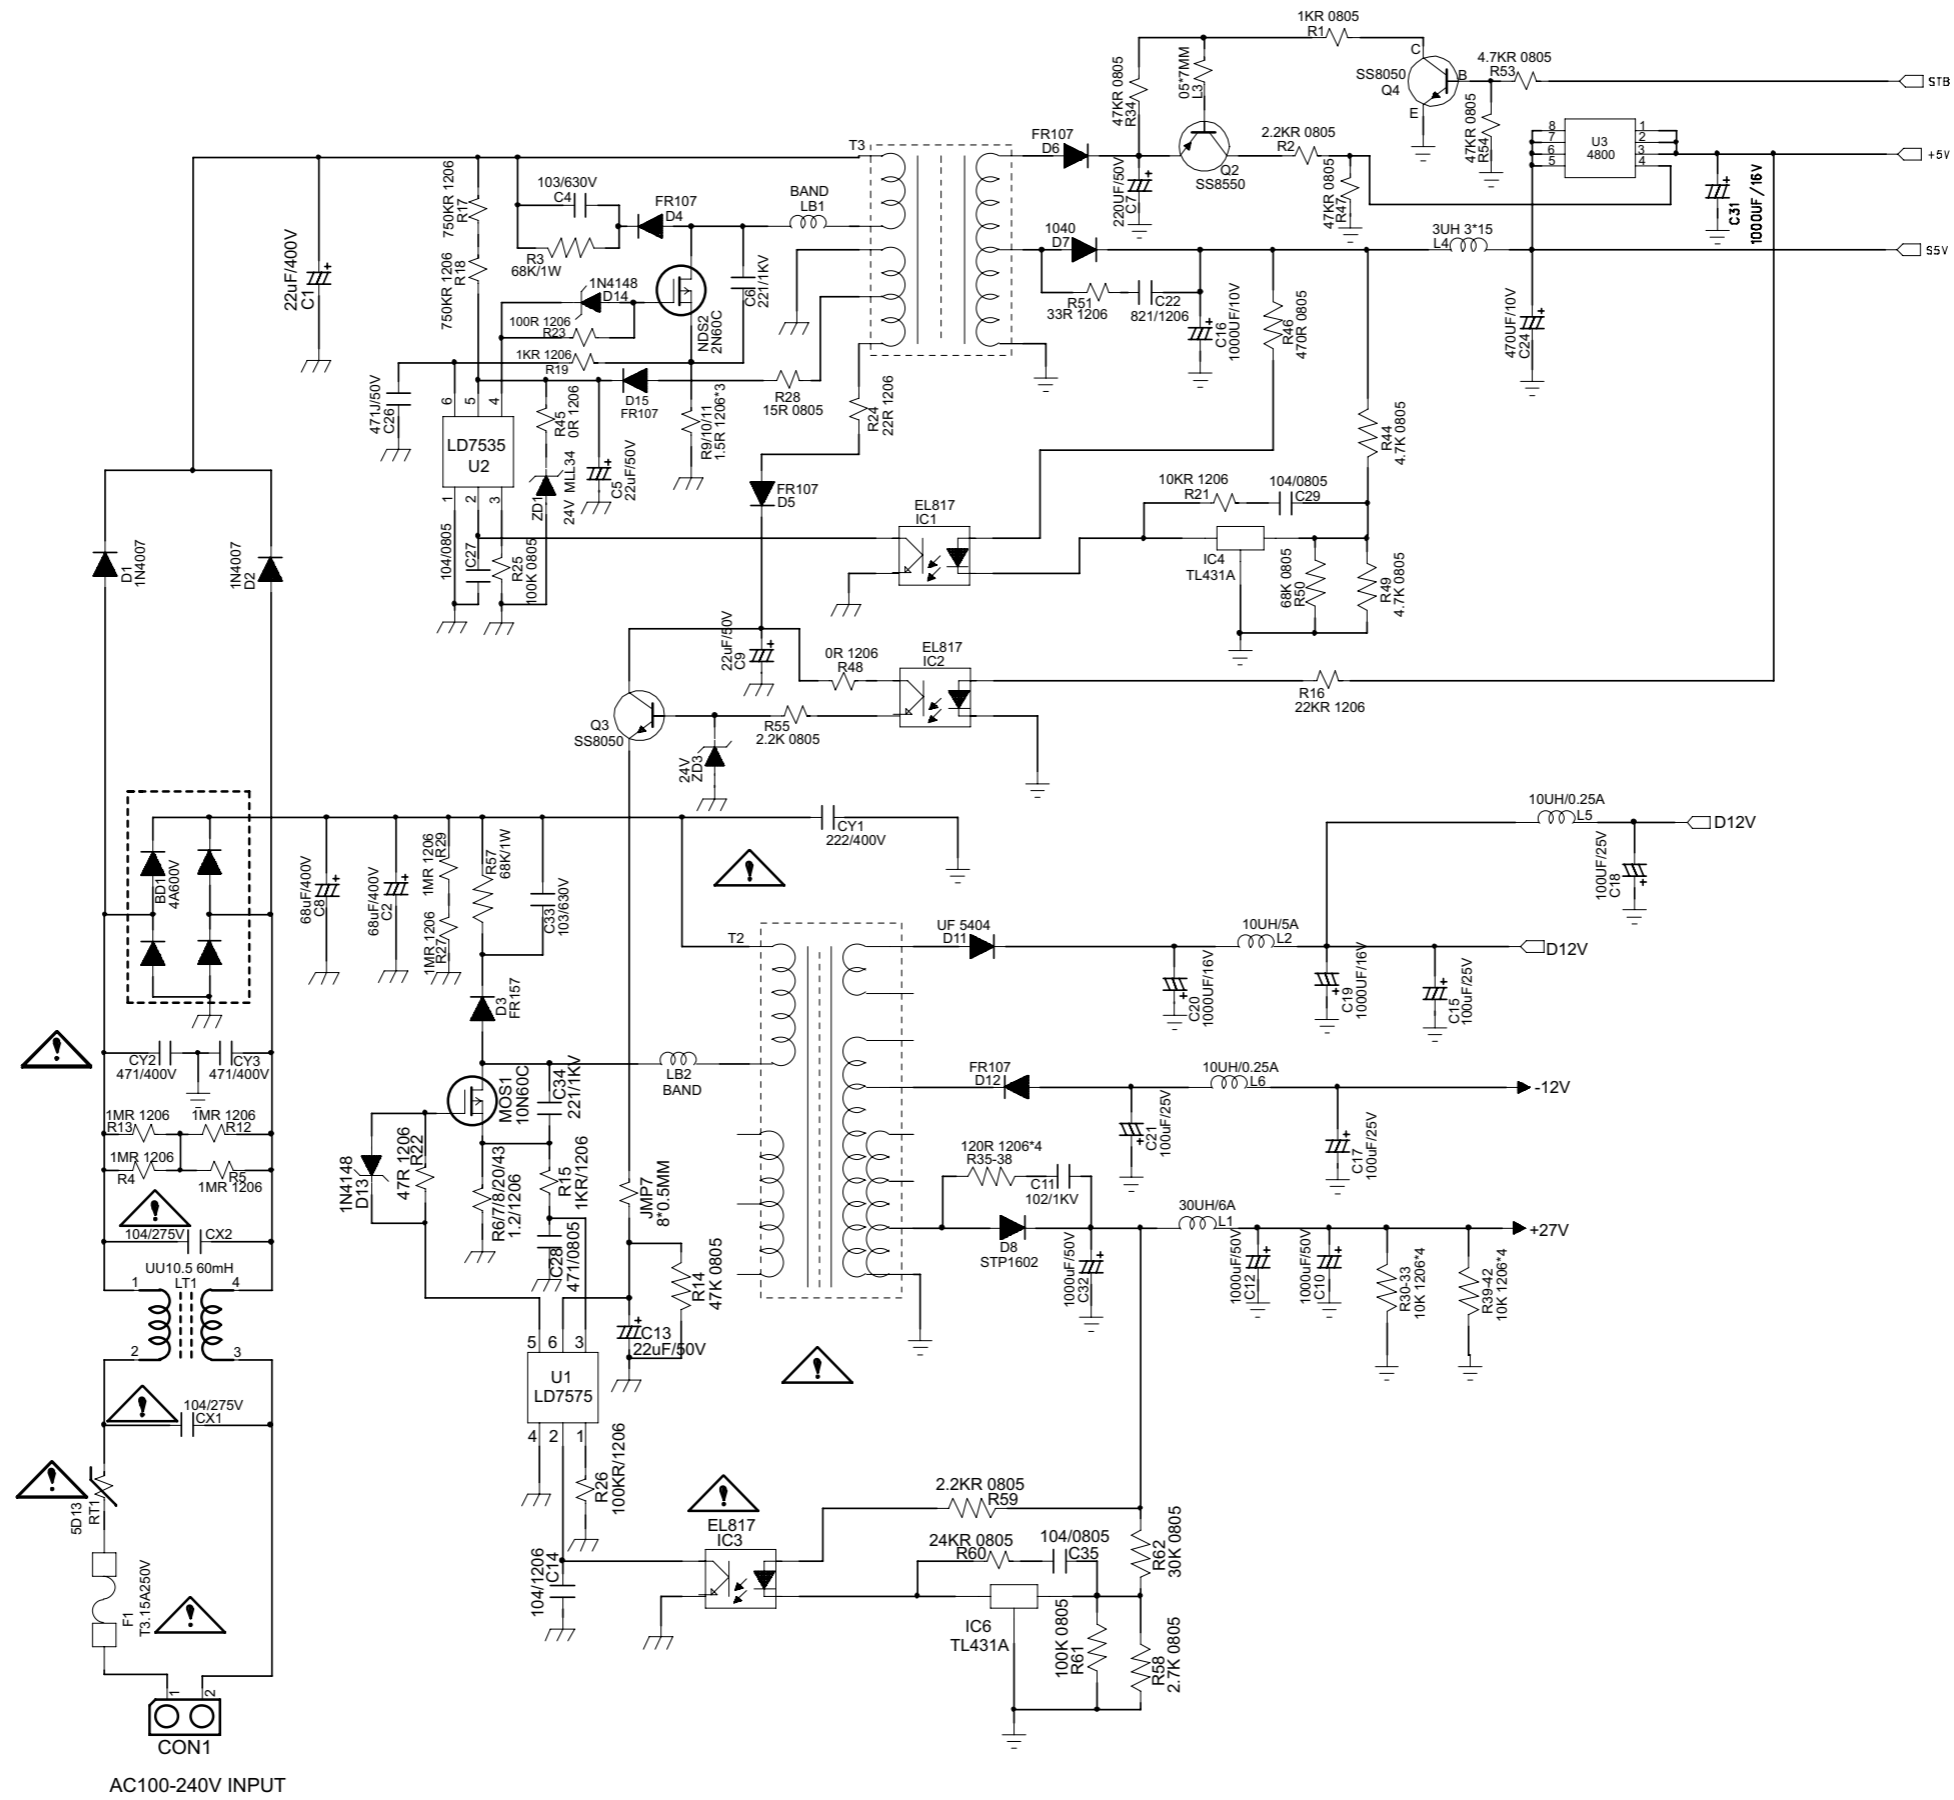 1KR 0805
R1
C
SS8050
Q4
B
E
4.7KR 0805
R53
STB
47KR 0805
R54
47KR 0805
R34
05*7MM
L3
FR107
D6
2.2KR 0805
R2
Q2
SS8550
220UF/50V
C7
47KR 0805
R47
8
7
6
5
U3
4800
1
2
3
4
+5V
C31
1000UF/16V
T3
750KR 1206
R17
750KR 1206
R18
103/630V
C4
R3
68K/1W
FR107
D4
BAND
LB1
1040
D7
3UH 3*15
L4
S5V
22uF/400V
C1
1N4148
D14
100R 1206
R23
1KR 1206
R19
NDS2
2N60C
C6
221/1KV
R51
33R 1206
C22
821/1206
C16
1000UF/10V
R46
470R 0805
470UF/10V
C24
471J/50V
C26
6
5
4
LD7535
U2
1
2
3
R45
0R 1206
ZD1
24V MLL34
D15
FR107
C5
22uF/50V
R9/10/11
1.5R 1206*3
R28
15R 0805
R24
22R 1206
R44
4.7K 0805
FR107
D5
10KR 1206
R21
104/0805
C29
EL817
IC1
IC4
TL431A
68K 0805
R50
R49
4.7K 0805
104/0805
C27
R25
100K 0805
D1
1N4007
1N4007
D2
22uF/50V
C9
0R 1206
R48
EL817
IC2
R16
22KR 1206
Q3
SS8050
R55
2.2K 0805
24V
ZD3
CY1
222/400V
10UH/0.25A
L5
D12V
100UF/25V
C18
BD1
4A600V
68uF/400V
C8
68uF/400V
C2
1MR 1206
R29
1MR 1206
R27
R57
68K/1W
C33
103/630V
T2
UF 5404
D11
10UH/5A
L2
D12V
C20
1000UF/16V
C19
1000UF/16V
C15
100uF/25V
D3
FR157
CY2
471/400V
CY3
471/400V
LB2
BAND
FR107
D12
10UH/0.25A
L6
-12V
C21
100uF/25V
C17
100uF/25V
MOS1
10N60C
C34
221/1KV
1MR 1206
R13
1MR 1206
R12
1MR 1206
R4
R5
1MR 1206
1N4148
D13
47R 1206
R22
R6/7/8/20/43
1.2/1206
R15
1KR/1206
JMP7
8*0.5MM
120R 1206*4
R35-38
C11
102/1KV
D8
STP1602
30UH/6A
L1
+27V
104/275V
CX2
C28
471/0805
R14
47K 0805
1000uF/50V
C32
1000uF/50V
C12
1000uF/50V
C10
R30-33
10K 1206*4
R39-42
10K 1206*4
UU10.5 60mH
LT1
1
4
2
3
C13
22uF/50V
5
6
3
U1
LD7575
4
2
1
104/275V
CX1
5D13
RT1
R26
100KR/1206
2.2KR 0805
R59
EL817
IC3
24KR 0805
R60
104/0805
C35
R62
30K 0805
104/1206
C14
IC6
TL431A
100K 0805
R61
R58
2.7K 0805
F1
T3.15A250V
1
2
CON1
AC100-240V INPUT